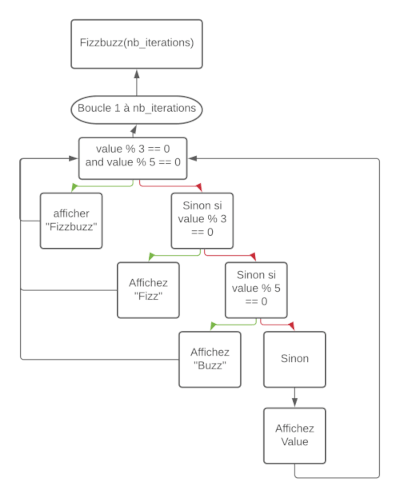 Fizzbuzz(nb_iterations)
Boucle 1 à nb_iterations
value % 3 == 0
and value % 5 == 0
afficher
"Fizzbuzz"
Sinon si
value % 3
== 0
Affichez
"Fizz"
Sinon si
value % 5
== 0
Affichez
"Buzz"
Sinon
Affichez
Value